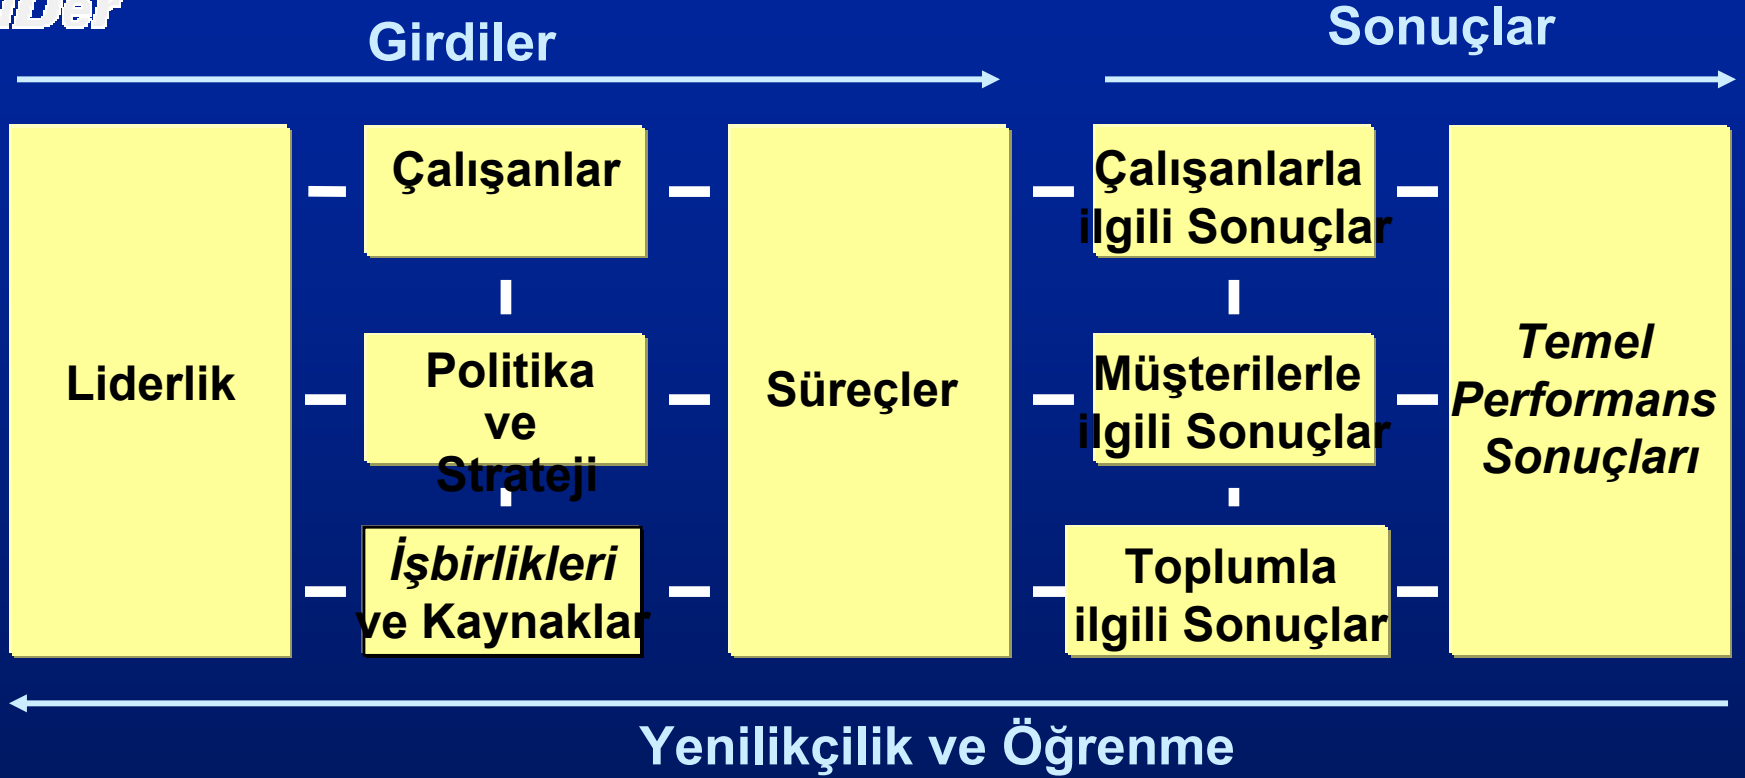 Girdiler
Sonuçlar
Liderlik
Çalışanlar
Politika
ve
Strateji
İşbirlikleri
ve Kaynaklar
Süreçler
Çalışanlarla
ilgili Sonuçlar
Müşterilerle
ilgili Sonuçlar
Toplumla
ilgili Sonuçlar
Temel
Performans
Sonuçları
Yenilikçilik ve Öğrenme